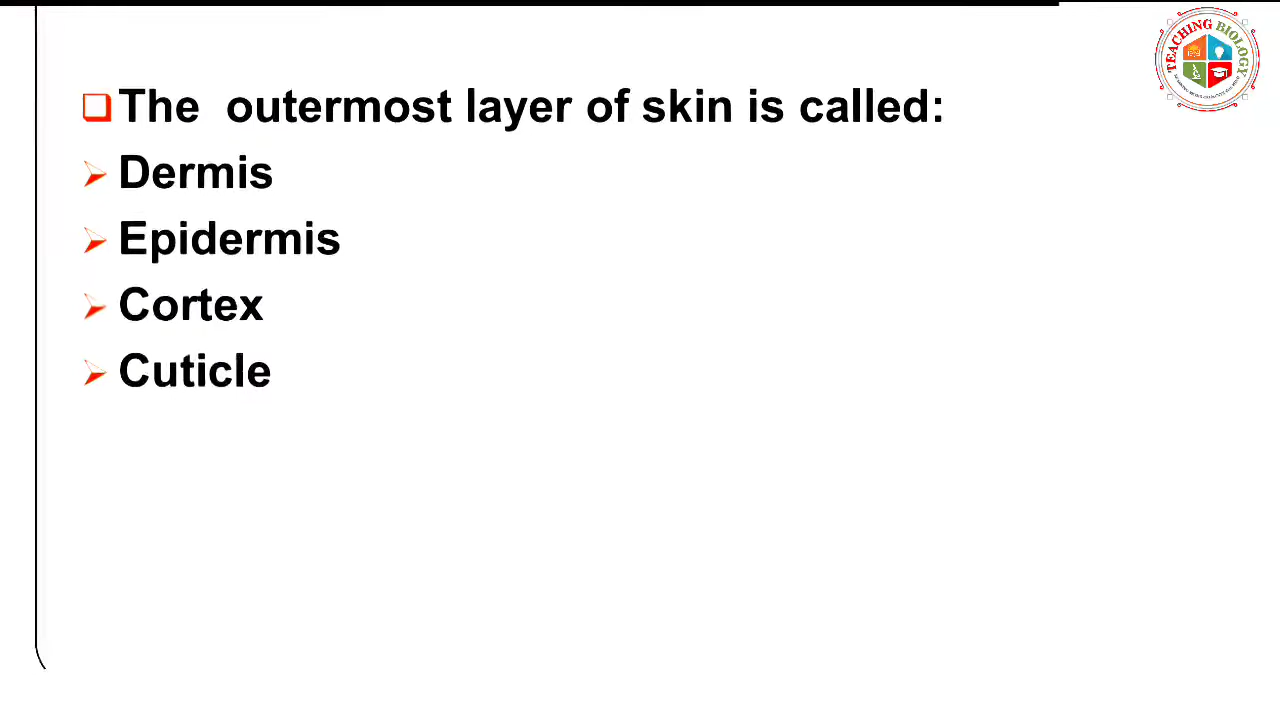 The outermost layer of skin is called:
Dermis
Epidermis
Cortex
Cuticle
TEACHING BIOLOGY